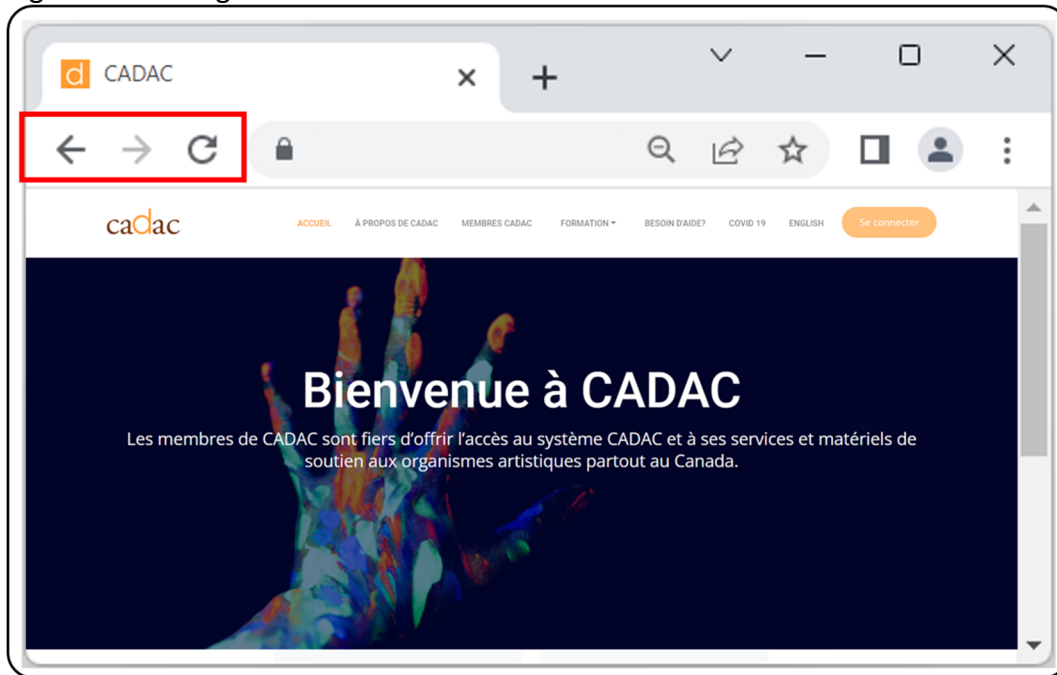 CADAC
cadac
ACCUEIL À PROPOS DE CADAC MEMBRES CADAC FORMATION BESOIN D'AIDE? COVID 19 ENGLISH Se connecter
Bienvenue à CADAC
Les membres de CADAC sont fiers d’offrir l’accès au système CADAC et à ses services et matériels de
soutien aux organismes artistiques partout au Canada.